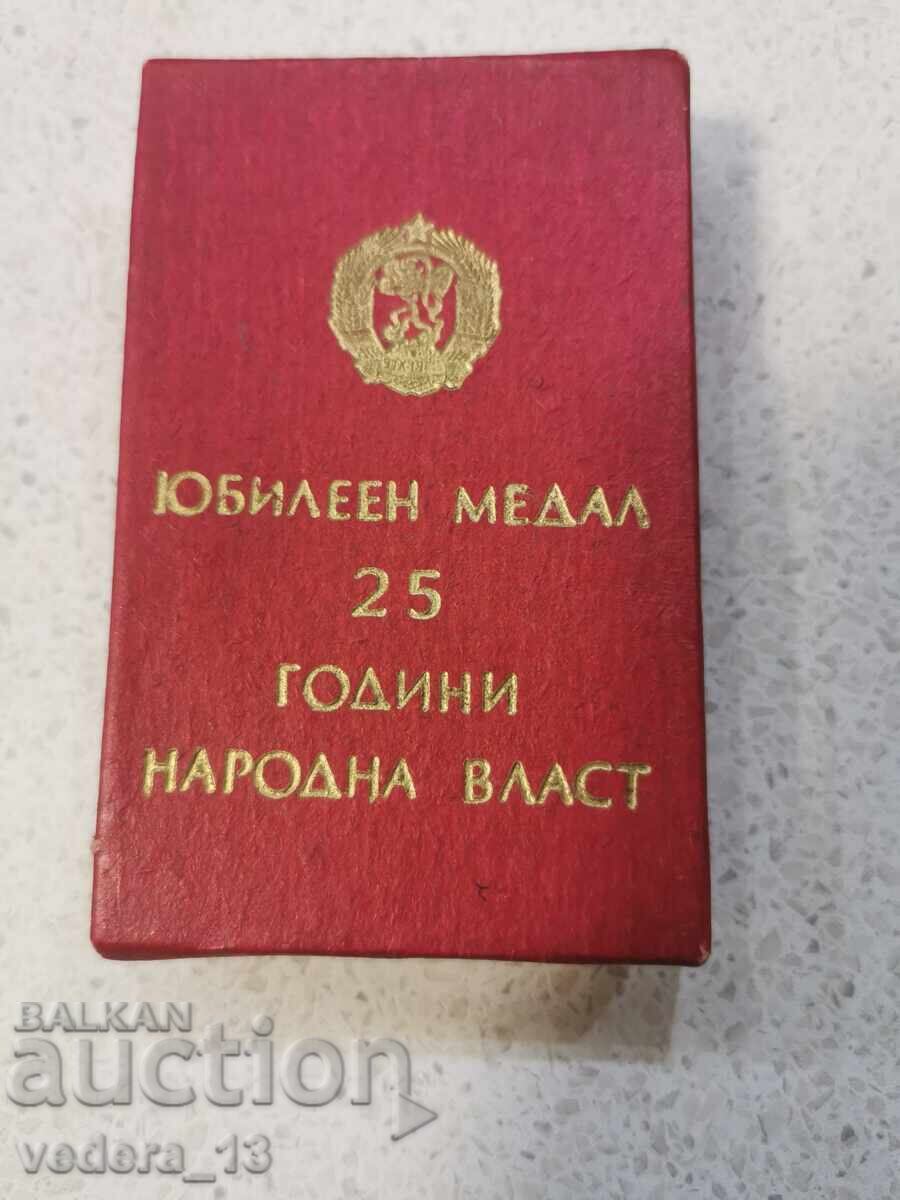 ЮБИЛЕЕН МЕДАЛ
25
ГОДИНИ
НАРОДНА ВЛАСТ
BALKAN
auction
vedera_13